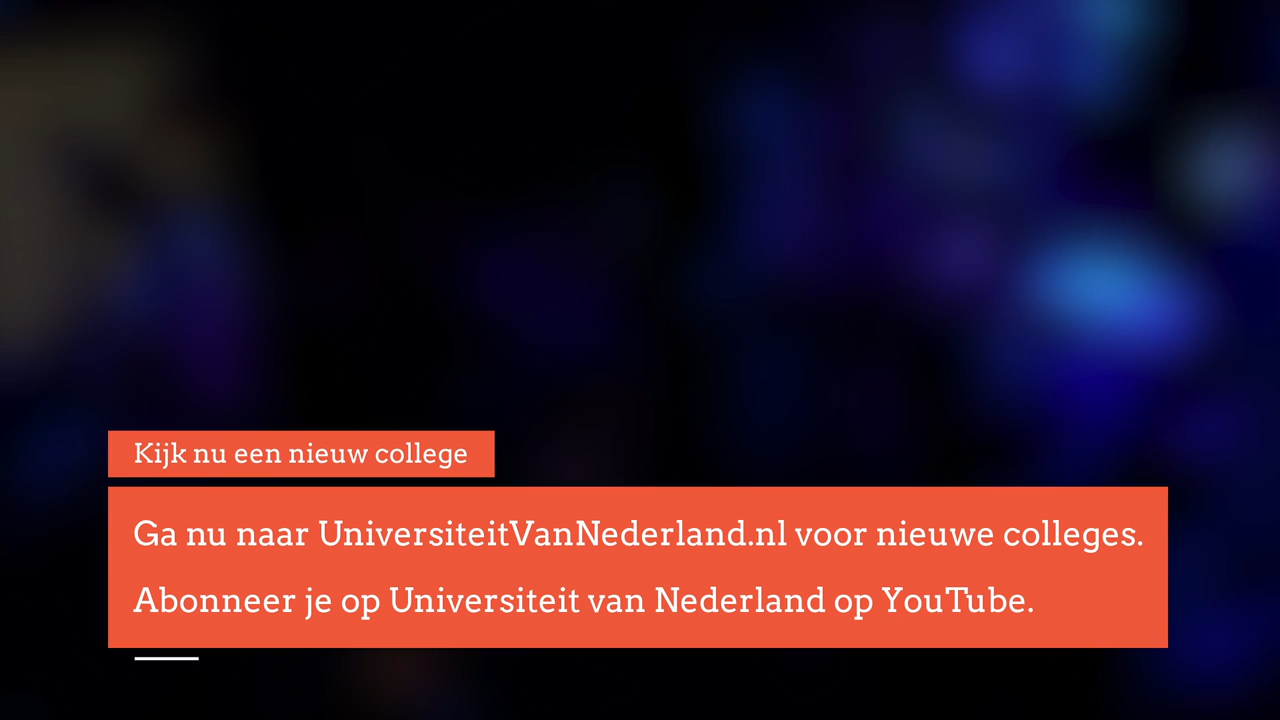 Kijk nu een nieuw college
Ga nu naar UniversiteitVanNederland.nl voor nieuwe colleges.
Abonneer je op Universiteit van Nederland op YouTube.